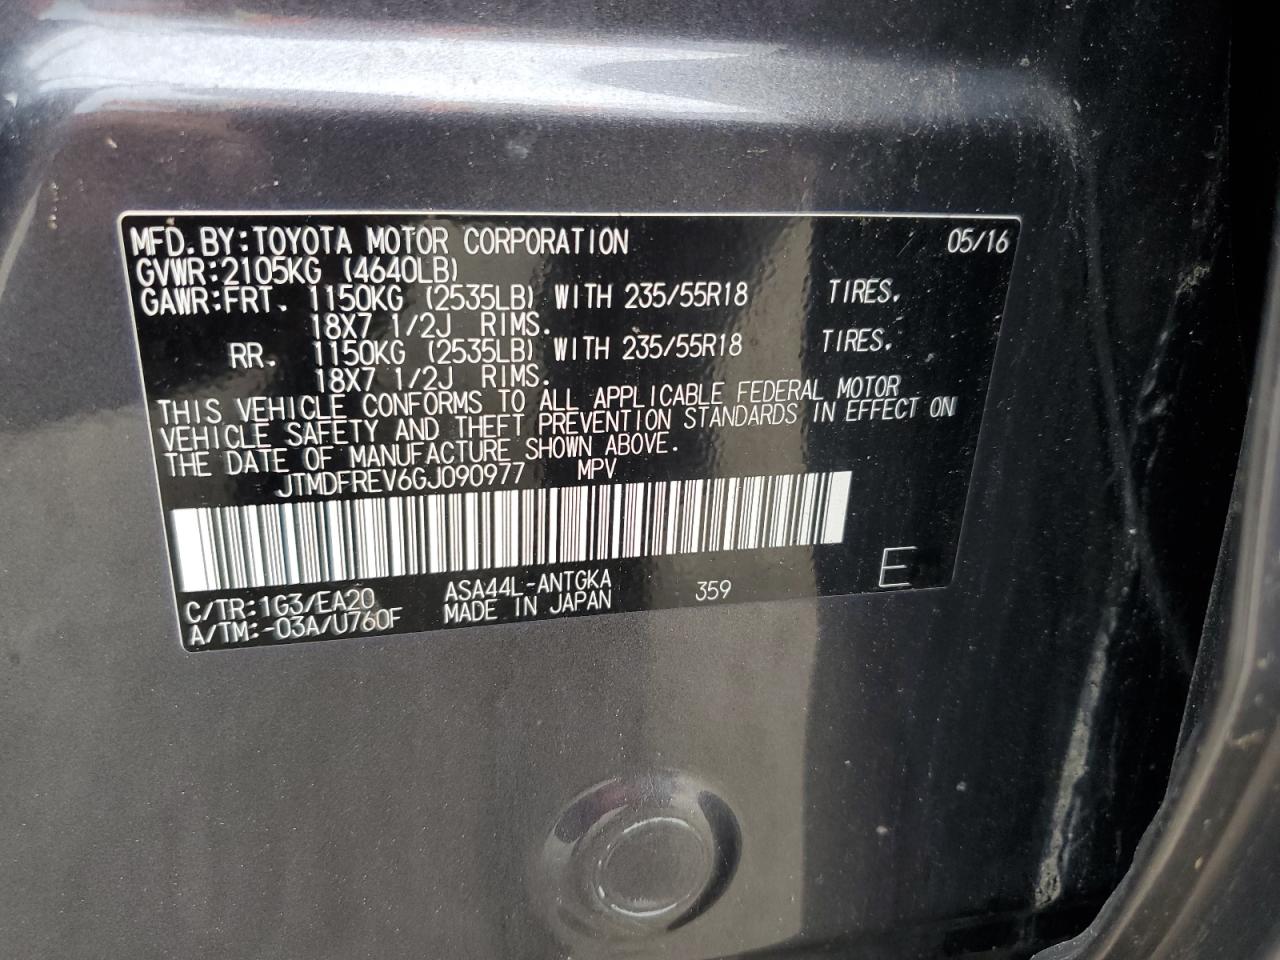 MFD.BY:TOYOTA MOTOR CORPORATION 05/16
GVWR:2105KG (4640LB)
GAWR:FRT. 1150KG (2535LB) WITH 235/55R18 TIRES.
18X7 1/2J RIMS.
RR. 1150KG (2535LB) WITH 235/55R18 TIRES.
18X7 1/2J RIMS.
THIS VEHICLE CONFORMS TO ALL APPLICABLE FEDERAL MOTOR
VEHICLE SAFETY AND THEFT PREVENTION STANDARDS IN EFFECT ON
THE DATE OF MANUFACTURE SHOWN ABOVE.
JTMDFREV6GJ090977 MPV
C/TR:1G3/EA20 ASA44L-ANTGKA 359 E
A/TM:-03A/U760F MADE IN JAPAN